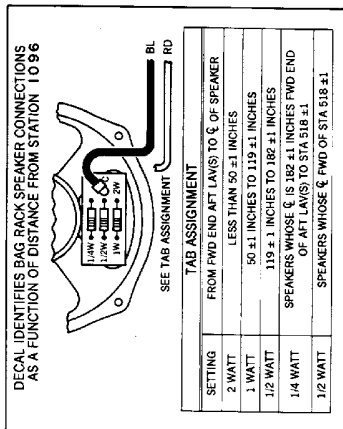 DECAL IDENTIFIES BAG RACK SPEAKER CONNECTIONS
AS A FUNCTION OF DISTANCE FROM STATION 1096
BL
RD
1/4W
1/2W
1W
C
2W
SEE TAB ASSIGNMENT
TAB ASSIGNMENT
SETTING FROM FWD END AFT LAV(S) TO ℄ OF SPEAKER
2 WATT LESS THAN 50 ±1 INCHES
1 WATT 50 ±1 INCHES TO 119 ±1 INCHES
1/2 WATT 119 ±1 INCHES TO 182 ±1 INCHES
1/4 WATT SPEAKERS WHOSE ℄ IS 182 ±1 INCHES FWD END
OF AFT LAV(S) TO STA 518 ±1
1/2 WATT SPEAKERS WHOSE ℄ FWD OF STA 518 ±1